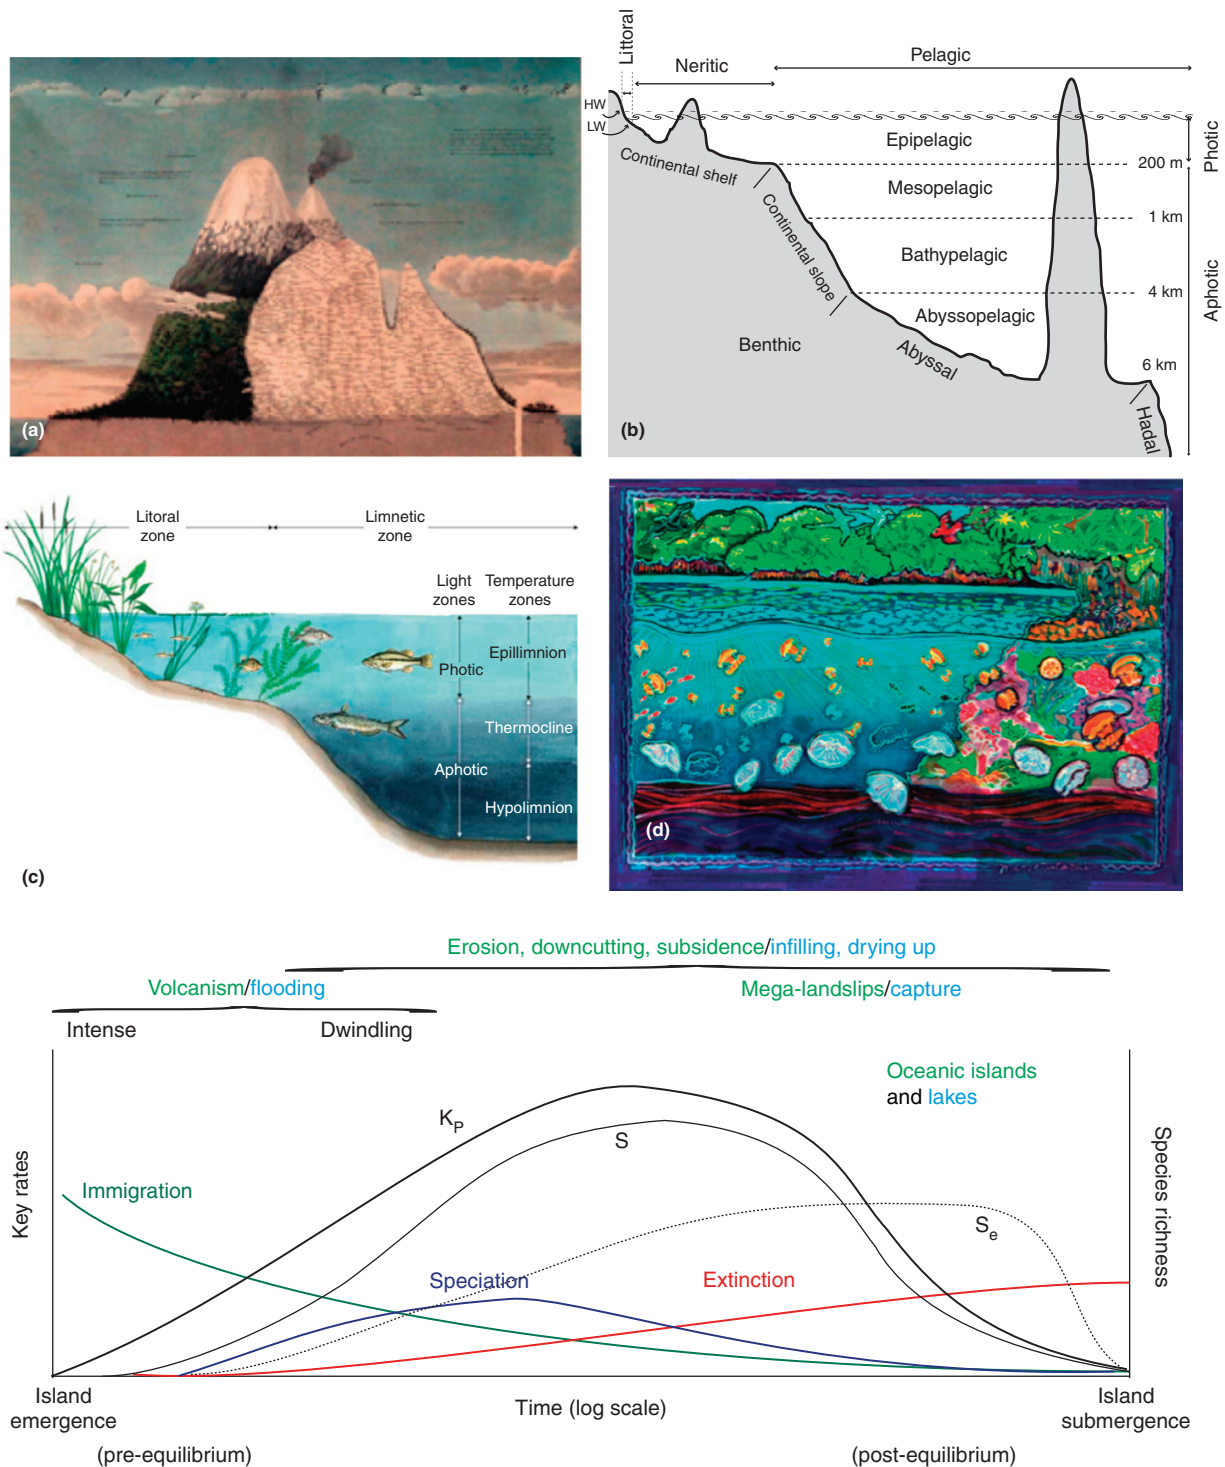 (a)
Littoral
Neritic
Pelagic
HW
LW
Continental shelf
Continental slope
Benthic
Abyssal
Hadal
Epipelagic
Mesopelagic
Bathypelagic
Abyssopelagic
200 m
1 km
4 km
6 km
Photic
Aphotic
(b)
Litoral
zone
Limnetic
zone
Light
zones
Temperature
zones
Photic
Epillimnion
Thermocline
Aphotic
Hypolimnion
(c)
(d)
Erosion, downcutting, subsidence/infilling, drying up
Volcanism/flooding
Mega-landslips/capture
Intense
Dwindling
Oceanic islands
and lakes
Key rates
Species richness
KP
S
Immigration
Se
Speciation
Extinction
Island
emergence
Time (log scale)
Island
submergence
(pre-equilibrium)
(post-equilibrium)